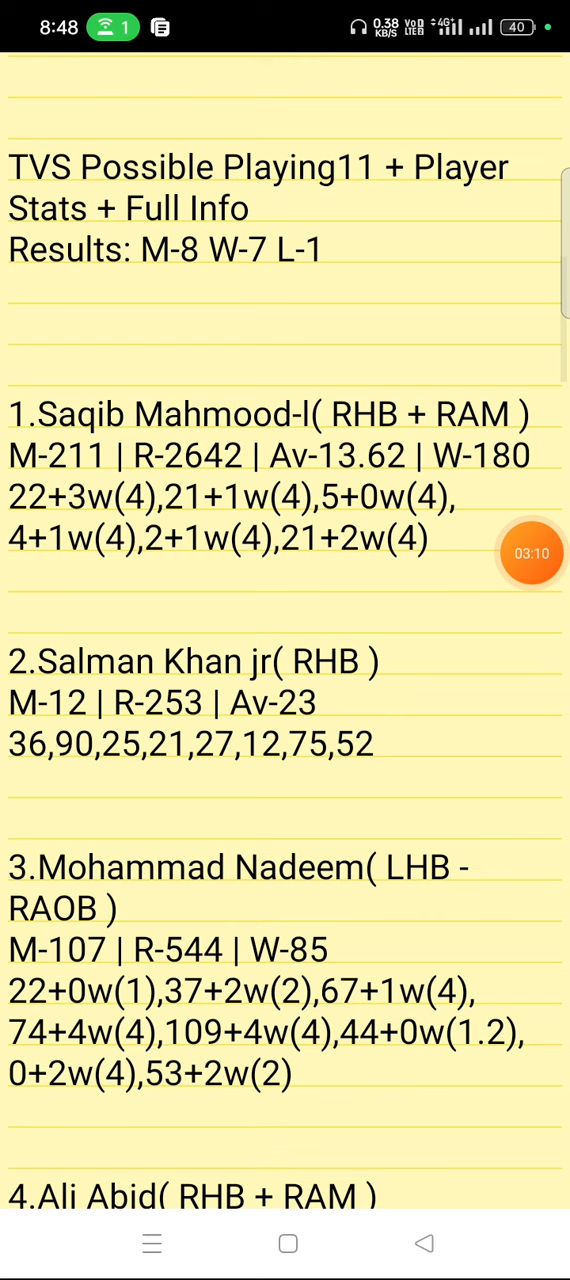 8:48
1
0.38
KB/S
Vo
LTE2
4G+
40
TVS Possible Playing11 + Player
Stats + Full Info
Results: M-8 W-7 L-1
1.Saqib Mahmood-I( RHB + RAM )
M-211 | R-2642 | Av-13.62 | W-180
22+3w(4),21+1w(4),5+0w(4),
4+1w(4),2+1w(4),21+2w(4)
03:10
2.Salman Khan jr( RHB )
M-12 | R-253 | Av-23
36,90,25,21,27,12,75,52
3.Mohammad Nadeem( LHB -
RAOB )
M-107 | R-544 | W-85
22+0w(1),37+2w(2),67+1w(4),
74+4w(4),109+4w(4),44+0w(1.2),
0+2w(4),53+2w(2)
4.Ali Abid( RHB + RAM )